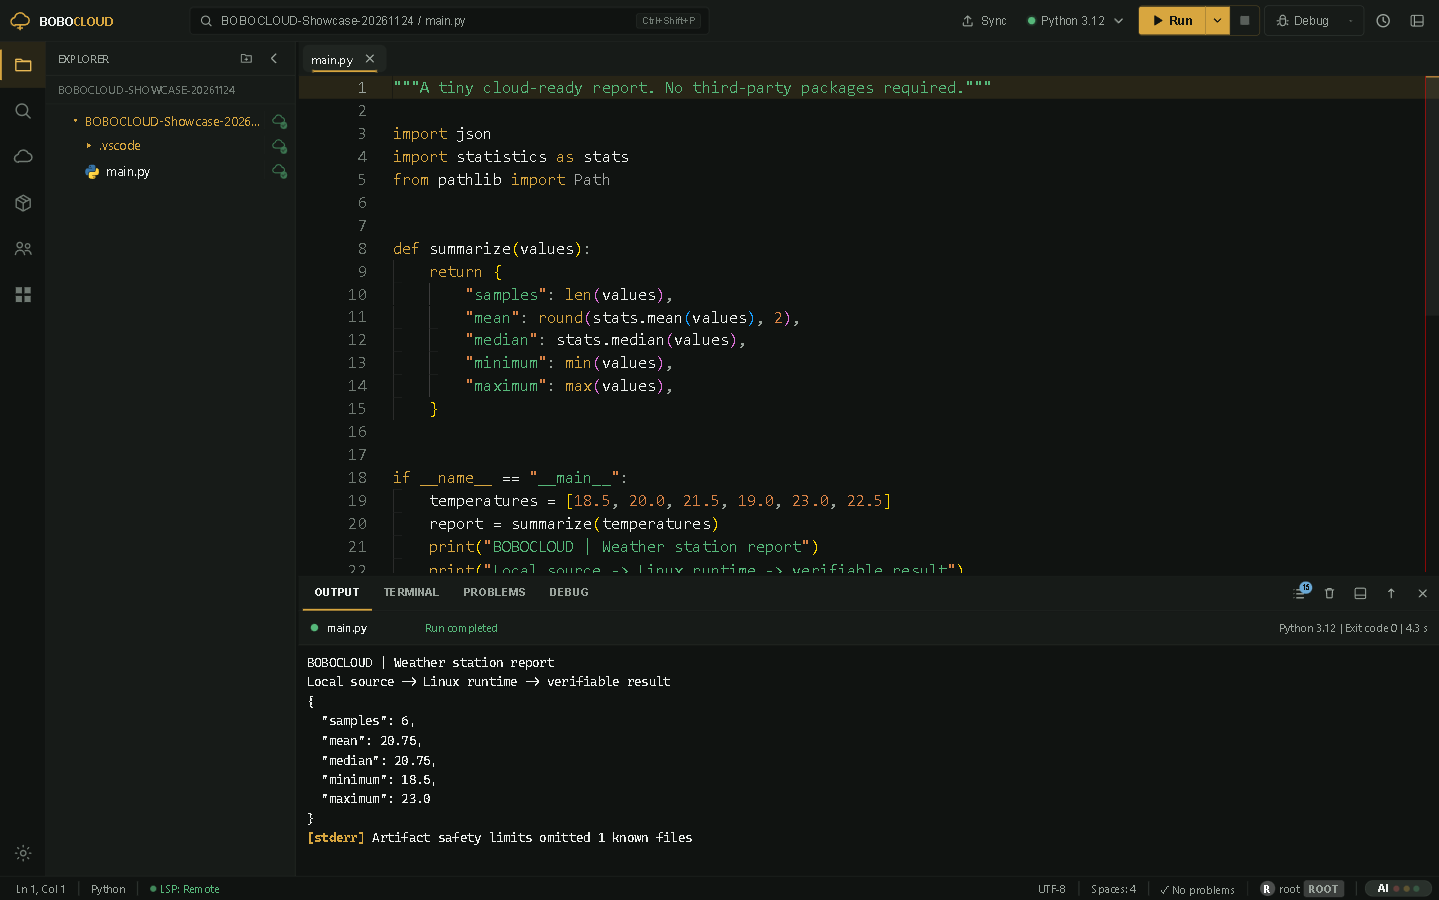 BOBOCLOUD
BOBOCLOUD-Showcase-20261124 / main.py
Ctrl+Shift+P
Sync
Python 3.12
Run
Debug
EXPLORER
BOBOCLOUD-SHOWCASE-20261124
BOBOCLOUD-Showcase-2026...
.vscode
main.py
main.py
1 """A tiny cloud-ready report. No third-party packages required."""
2
3 import json
4 import statistics as stats
5 from pathlib import Path
6
7
8 def summarize(values):
9     return {
10         "samples": len(values),
11         "mean": round(stats.mean(values), 2),
12         "median": stats.median(values),
13         "minimum": min(values),
14         "maximum": max(values),
15     }
16
17
18 if __name__ == "__main__":
19     temperatures = [18.5, 20.0, 21.5, 19.0, 23.0, 22.5]
20     report = summarize(temperatures)
21     print("BOBOCLOUD | Weather station report")
22     print("Local source -> Linux runtime -> verifiable result")
OUTPUT TERMINAL PROBLEMS DEBUG
main.py Run completed
Python 3.12 | Exit code 0 | 4.3 s
BOBOCLOUD | Weather station report
Local source -> Linux runtime -> verifiable result
{
  "samples": 6,
  "mean": 20.75,
  "median": 20.75,
  "minimum": 18.5,
  "maximum": 23.0
}
[stderr] Artifact safety limits omitted 1 known files
Ln 1, Col 1
Python
LSP: Remote
UTF-8
Spaces: 4
✓ No problems
R root ROOT
AI